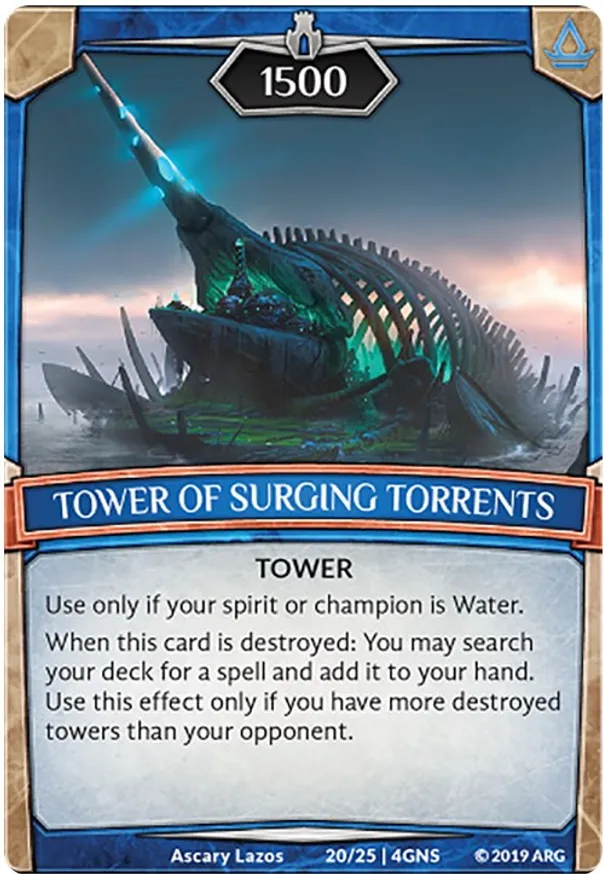 1500
TOWER OF SURGING TORRENTS
TOWER
Use only if your spirit or champion is Water.
When this card is destroyed: You may search
your deck for a spell and add it to your hand.
Use this effect only if you have more destroyed
towers than your opponent.
Ascary Lazos 20/25 | 4GNS © 2019 ARG